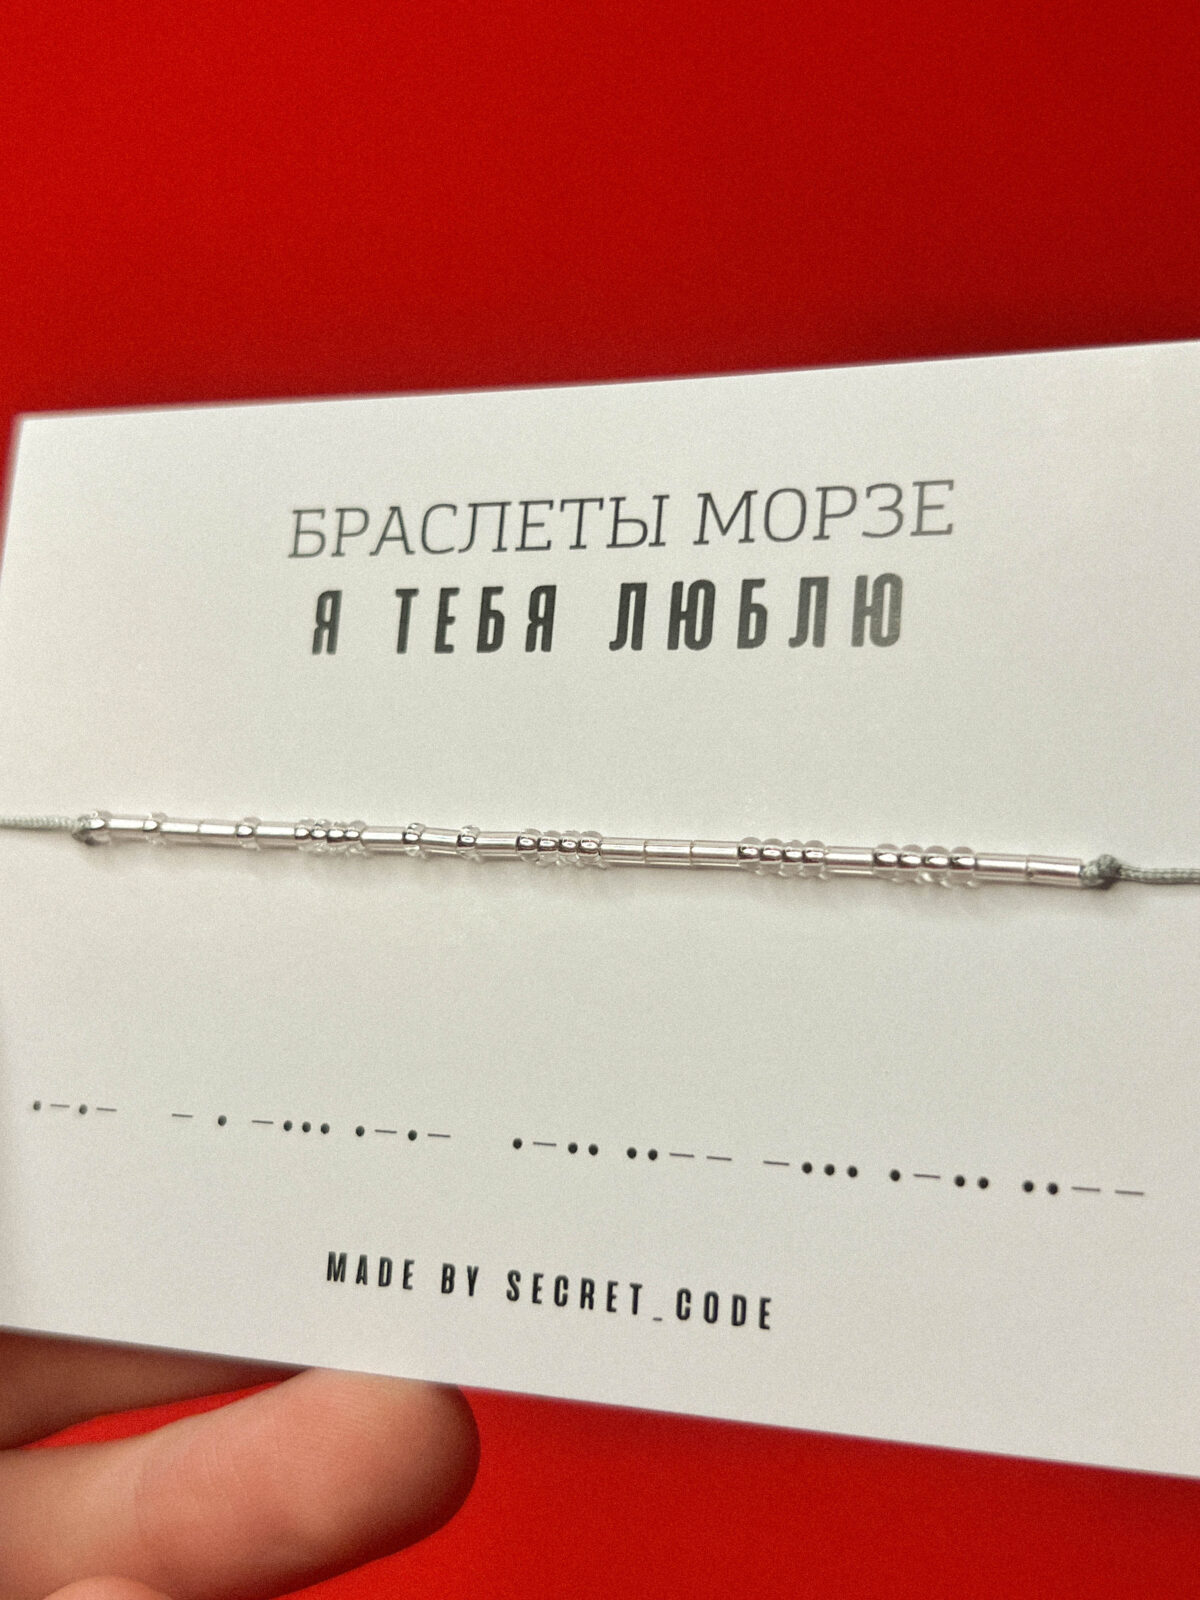 БРАСЛЕТЫ МОРЗЕ
Я ТЕБЯ ЛЮБЛЮ
•–•– – • –••• •–•– •–•• ••–– –••• •–•• ••––
MADE BY SECRET_CODE